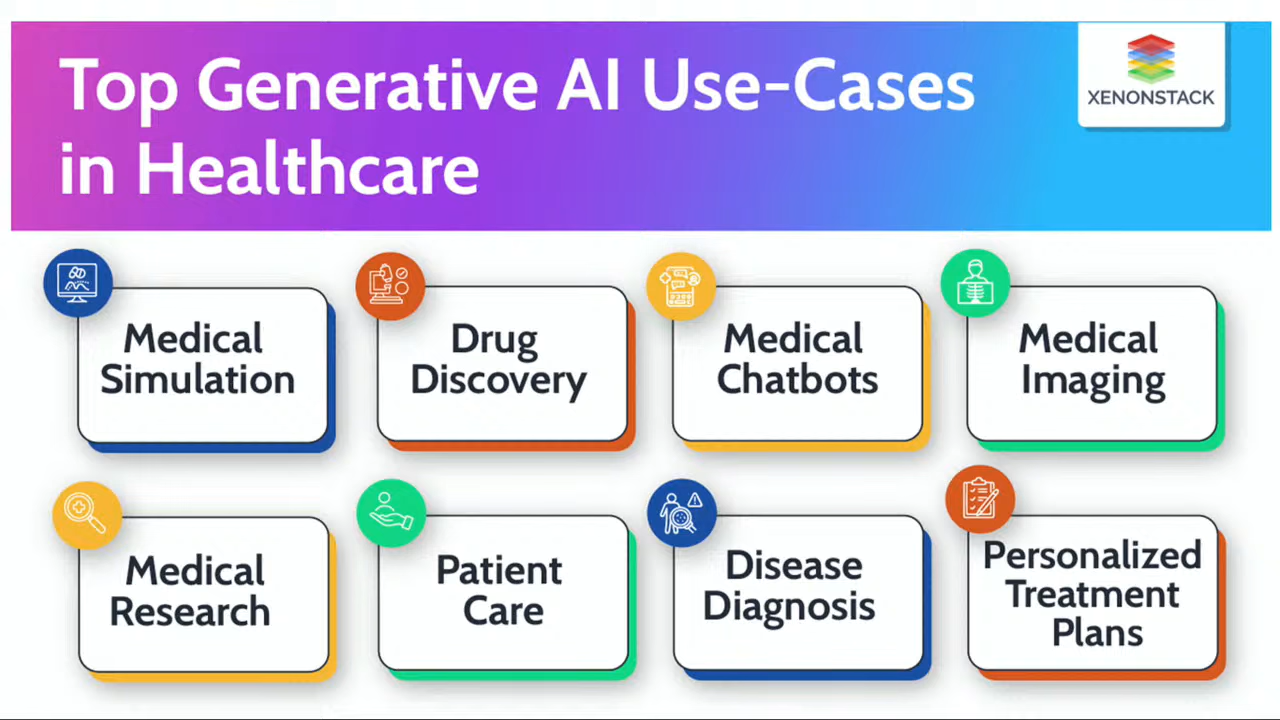 Top Generative AI Use-Cases
in Healthcare
XENONSTACK
Medical
Simulation
Drug
Discovery
Medical
Chatbots
Medical
Imaging
Medical
Research
Patient
Care
Disease
Diagnosis
Personalized
Treatment
Plans